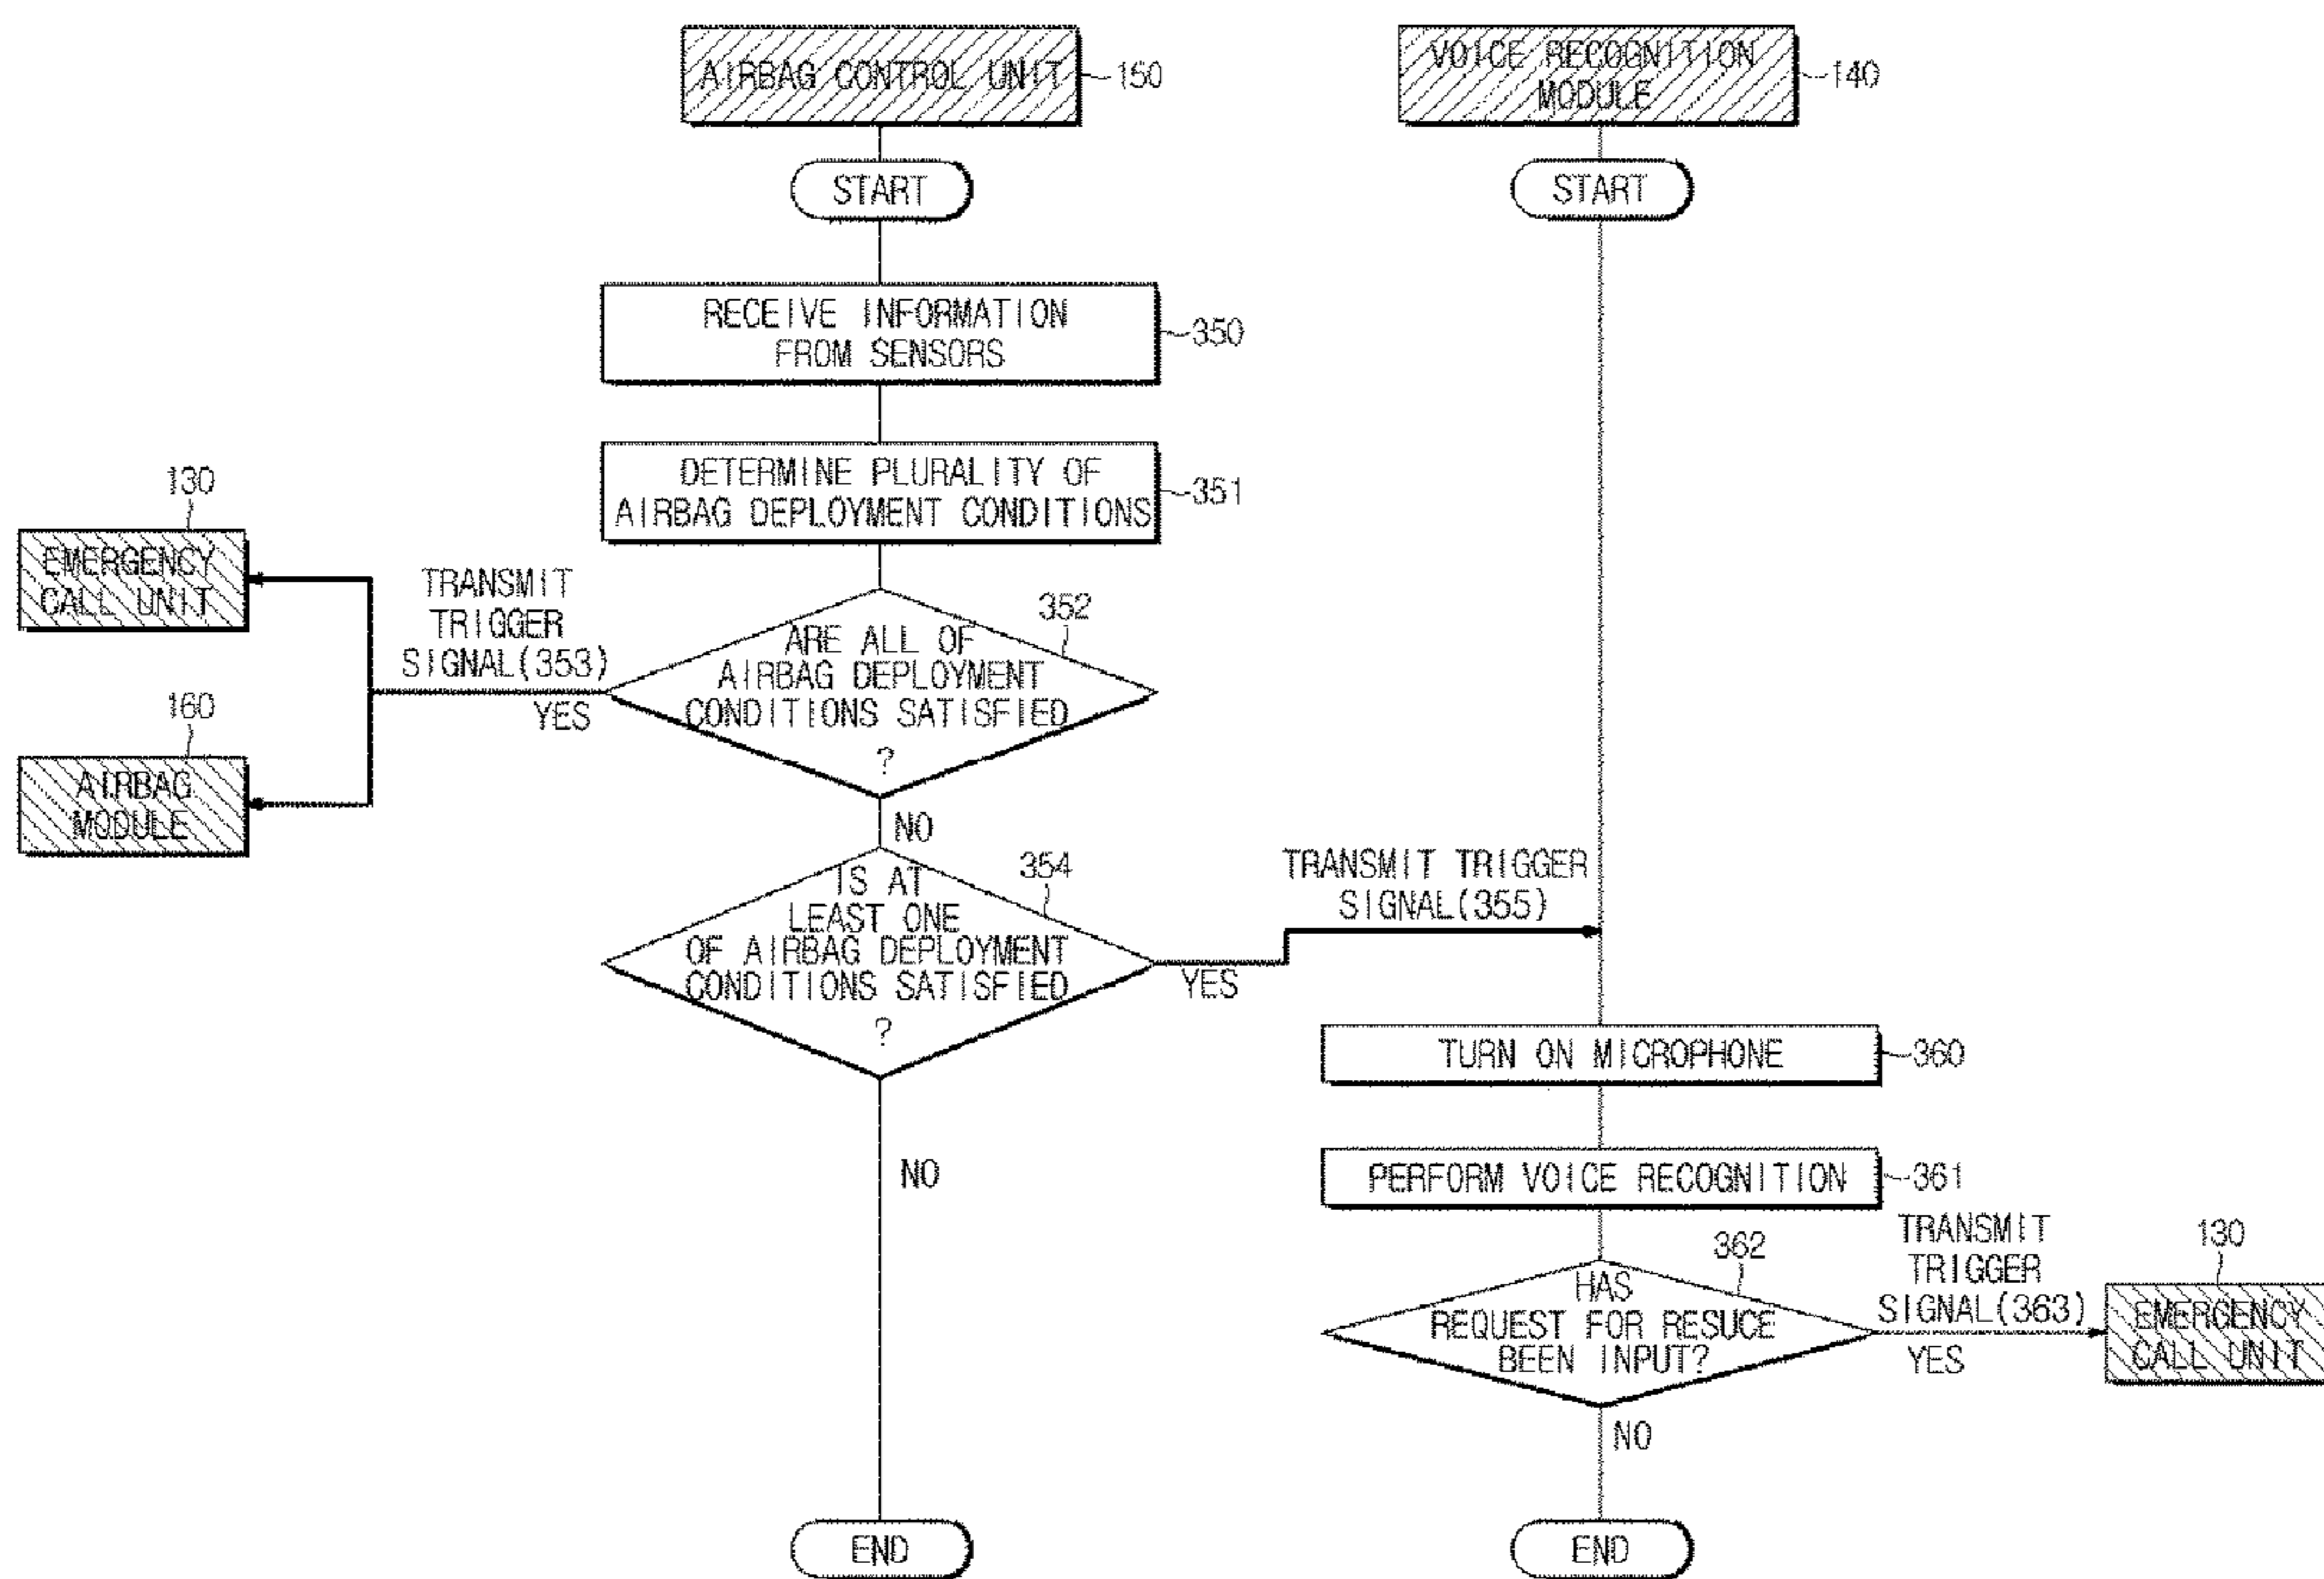 AIRBAG CONTROL UNIT
150
VOICE RECOGNITION
MODULE
140
START
START
RECEIVE INFORMATION
FROM SENSORS
350
DETERMINE PLURALITY OF
AIRBAG DEPLOYMENT CONDITIONS
351
130
EMERGENCY
CALL UNIT
TRANSMIT
TRIGGER
SIGNAL(353)
YES
352
ARE ALL OF
AIRBAG DEPLOYMENT
CONDITIONS SATISFIED
?
160
AIRBAG
MODULE
NO
354
IS AT
LEAST ONE
OF AIRBAG DEPLOYMENT
CONDITIONS SATISFIED
?
YES
TRANSMIT TRIGGER
SIGNAL(355)
TURN ON MICROPHONE
360
NO
PERFORM VOICE RECOGNITION
361
362
HAS
REQUEST FOR RESUCE
BEEN INPUT?
TRANSMIT
TRIGGER
SIGNAL(363)
YES
130
EMERGENCY
CALL UNIT
NO
END
END